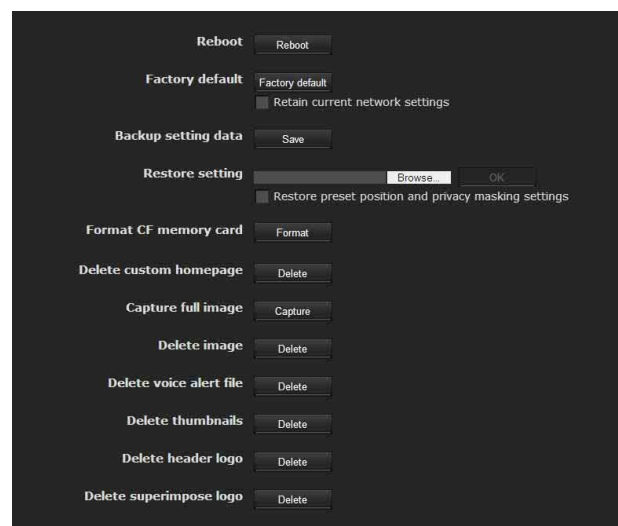 Reboot Reboot
Factory default Factory default
Retain current network settings
Backup setting data Save
Restore setting Browse... OK
Restore preset position and privacy masking settings
Format CF memory card Format
Delete custom homepage Delete
Capture full image Capture
Delete image Delete
Delete voice alert file Delete
Delete thumbnails Delete
Delete header logo Delete
Delete superimpose logo Delete